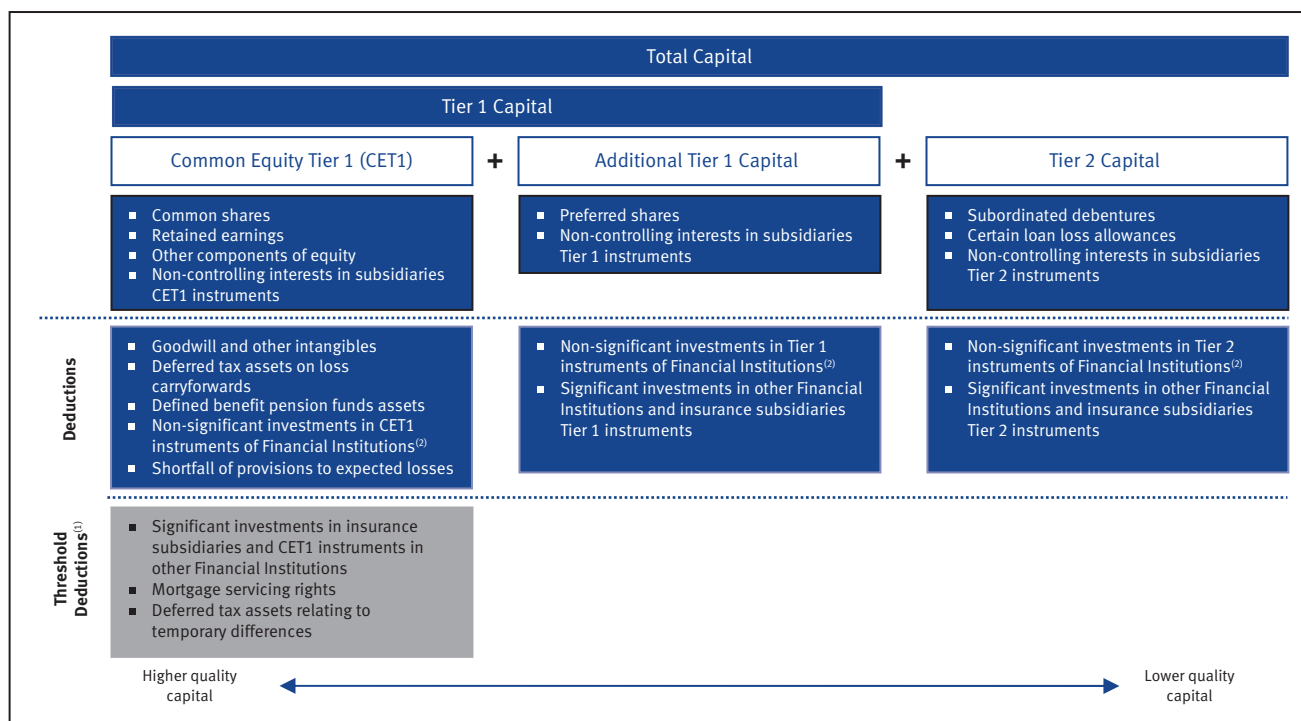 Total Capital
Tier 1 Capital
Common Equity Tier 1 (CET1)
+
Additional Tier 1 Capital
+
Tier 2 Capital
▪ Common shares
▪ Retained earnings
▪ Other components of equity
▪ Non-controlling interests in subsidiaries
CET1 instruments
▪ Preferred shares
▪ Non-controlling interests in subsidiaries
Tier 1 instruments
▪ Subordinated debentures
▪ Certain loan loss allowances
▪ Non-controlling interests in subsidiaries
Tier 2 instruments
Deductions
▪ Goodwill and other intangibles
▪ Deferred tax assets on loss
carryforwards
▪ Defined benefit pension funds assets
▪ Non-significant investments in CET1
instruments of Financial Institutions(2)
▪ Shortfall of provisions to expected losses
▪ Non-significant investments in Tier 1
instruments of Financial Institutions(2)
▪ Significant investments in other Financial
Institutions and insurance subsidiaries
Tier 1 instruments
▪ Non-significant investments in Tier 2
instruments of Financial Institutions(2)
▪ Significant investments in other Financial
Institutions and insurance subsidiaries
Tier 2 instruments
Threshold
Deductions(1)
▪ Significant investments in insurance
subsidiaries and CET1 instruments in
other Financial Institutions
▪ Mortgage servicing rights
▪ Deferred tax assets relating to
temporary differences
Higher quality
capital
Lower quality
capital